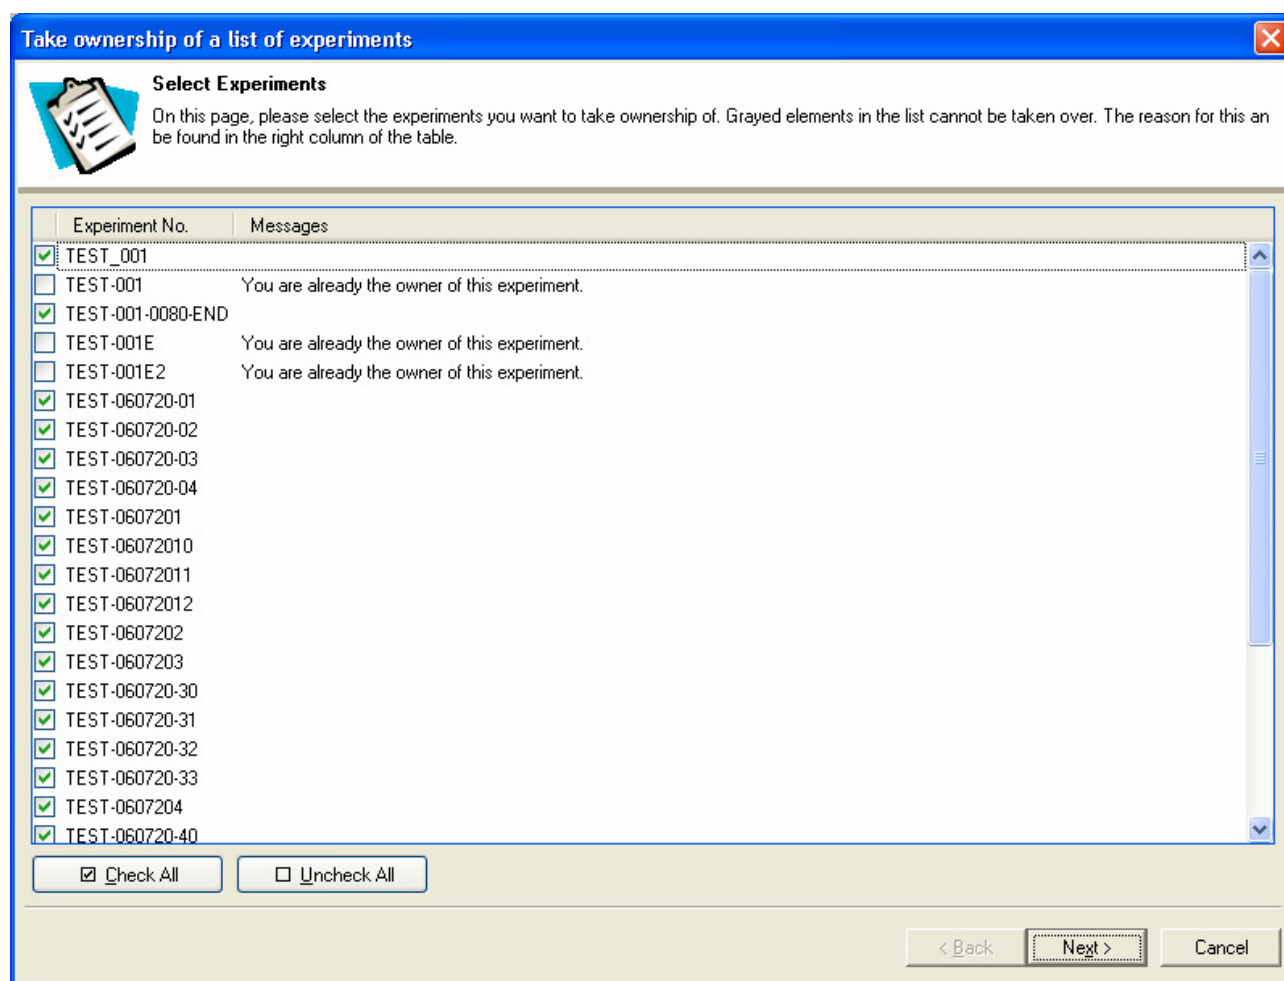 Take ownership of a list of experiments
Select Experiments
On this page, please select the experiments you want to take ownership of. Grayed elements in the list cannot be taken over. The reason for this an
be found in the right column of the table.
Experiment No. Messages
TEST_001
TEST-001 You are already the owner of this experiment.
TEST-001-0080-END
TEST-001E You are already the owner of this experiment.
TEST-001E2 You are already the owner of this experiment.
TEST-060720-01
TEST-060720-02
TEST-060720-03
TEST-060720-04
TEST-0607201
TEST-06072010
TEST-06072011
TEST-06072012
TEST-0607202
TEST-0607203
TEST-060720-30
TEST-060720-31
TEST-060720-32
TEST-060720-33
TEST-0607204
TEST-060720-40
Check All Uncheck All
< Back Next > Cancel